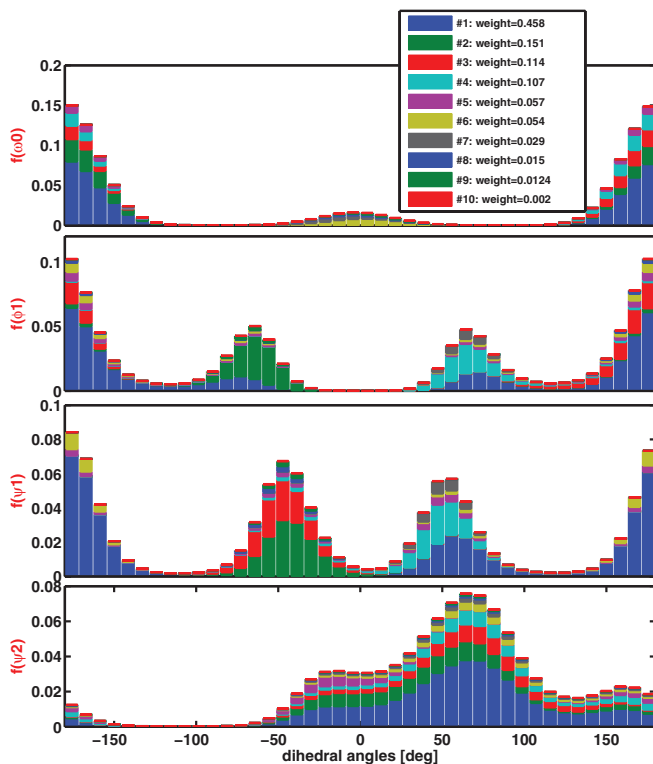 #1: weight=0.458
#2: weight=0.151
#3: weight=0.114
#4: weight=0.107
#5: weight=0.057
#6: weight=0.054
#7: weight=0.029
#8: weight=0.015
#9: weight=0.0124
#10: weight=0.002
0.2
0.15
0.1
0.05
0
f(ω0)
0.1
0.05
0
f(ϕ1)
0.1
0.08
0.06
0.04
0.02
0
f(ψ1)
0.08
0.06
0.04
0.02
0
f(ψ2)
−150 −100 −50 0 50 100 150
dihedral angles [deg]